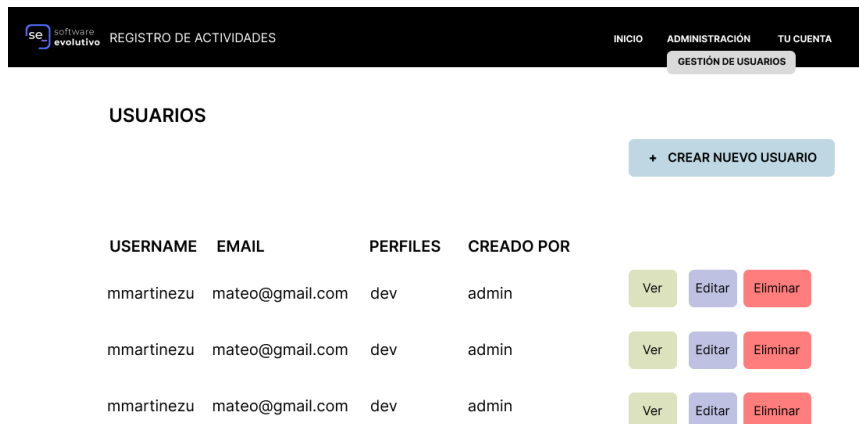 se_ software evolutivo REGISTRO DE ACTIVIDADES INICIO ADMINISTRACIÓN TU CUENTA
GESTIÓN DE USUARIOS
USUARIOS
+ CREAR NUEVO USUARIO
USERNAME EMAIL PERFILES CREADO POR
mmartinezu mateo@gmail.com dev admin Ver Editar Eliminar
mmartinezu mateo@gmail.com dev admin Ver Editar Eliminar
mmartinezu mateo@gmail.com dev admin Ver Editar Eliminar